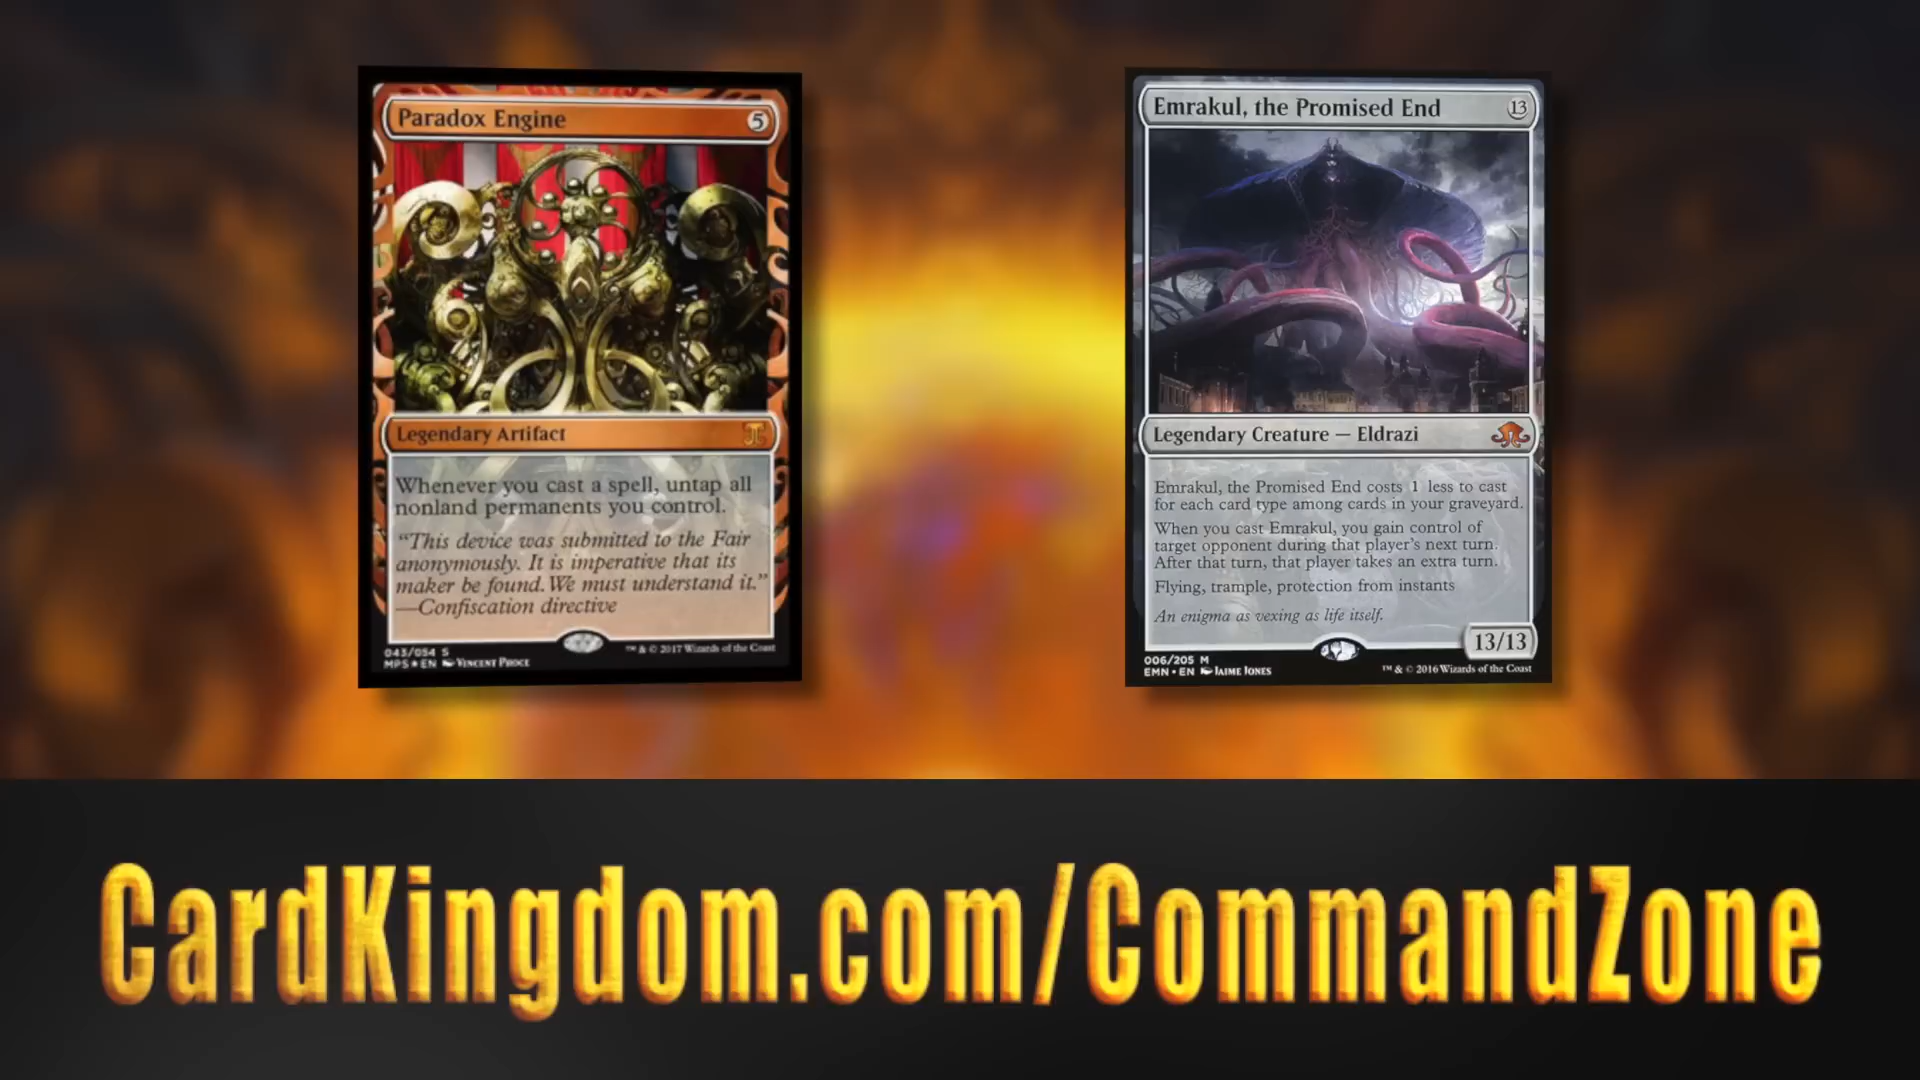 Paradox Engine 5
Legendary Artifact
Whenever you cast a spell, untap all
nonland permanents you control.
“This device was submitted to the Fair
anonymously. It is imperative that its
maker be found. We must understand it.”
—Confiscation directive
043/054 S
MPS ★ EN VINCENT PROCE
™ & © 2017 Wizards of the Coast
Emrakul, the Promised End 13
Legendary Creature — Eldrazi
Emrakul, the Promised End costs 1 less to cast
for each card type among cards in your graveyard.
When you cast Emrakul, you gain control of
target opponent during that player's next turn.
After that turn, that player takes an extra turn.
Flying, trample, protection from instants
An enigma as vexing as life itself.
13/13
006/205 M
EMN • EN JAIME JONES
™ & © 2016 Wizards of the Coast
CardKingdom.com/CommandZone